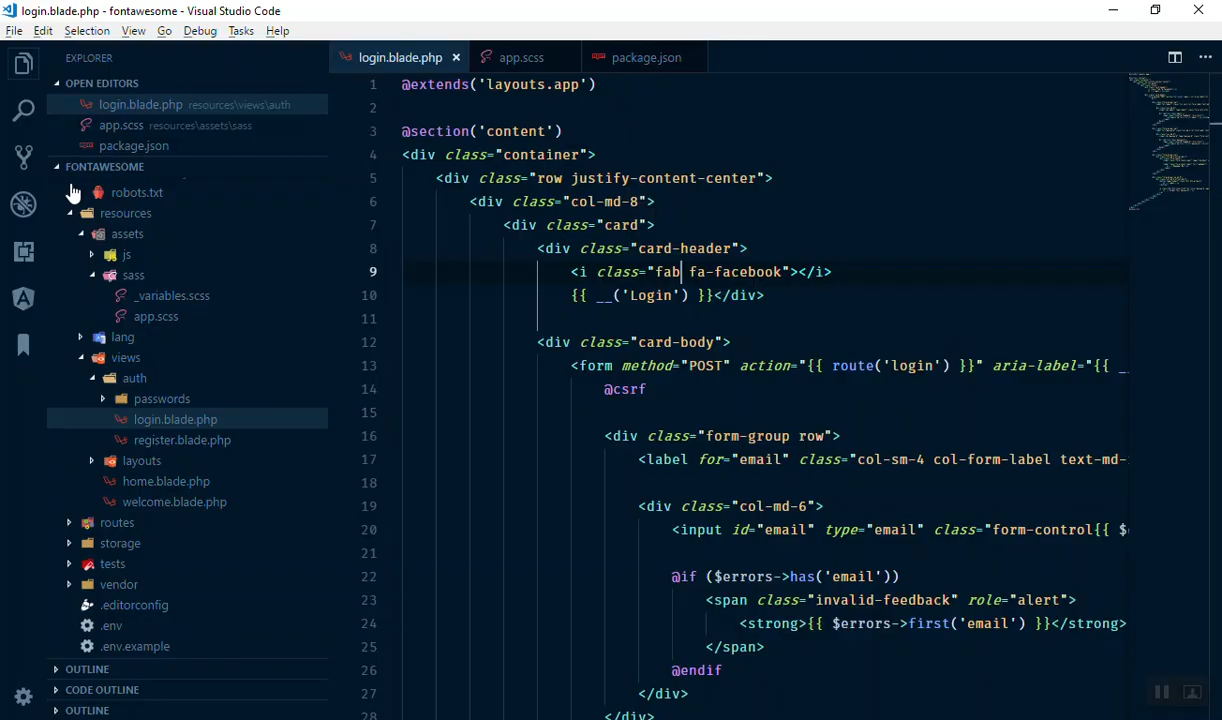 login.blade.php - fontawesome - Visual Studio Code
File Edit Selection View Go Debug Tasks Help
EXPLORER
OPEN EDITORS
login.blade.php resources\views\auth
app.scss resources\assets\sass
package.json
FONTAWESOME
robots.txt
resources
assets
js
sass
_variables.scss
app.scss
lang
views
auth
passwords
login.blade.php
register.blade.php
layouts
home.blade.php
welcome.blade.php
routes
storage
tests
vendor
.editorconfig
.env
.env.example
OUTLINE
CODE OUTLINE
OUTLINE
login.blade.php app.scss package.json
1 @extends('layouts.app')
2
3 @section('content')
4 <div class="container">
5 <div class="row justify-content-center">
6 <div class="col-md-8">
7 <div class="card">
8 <div class="card-header">
9 <i class="fab fa-facebook"></i>
10 {{ __('Login') }}</div>
11
12 <div class="card-body">
13 <form method="POST" action="{{ route('login') }}" aria-label="{{ _
14 @csrf
15
16 <div class="form-group row">
17 <label for="email" class="col-sm-4 col-form-label text-md-
18
19 <div class="col-md-6">
20 <input id="email" type="email" class="form-control{{ $
21
22 @if ($errors->has('email'))
23 <span class="invalid-feedback" role="alert">
24 <strong>{{ $errors->first('email') }}</strong>
25 </span>
26 @endif
27 </div>
28 </div>